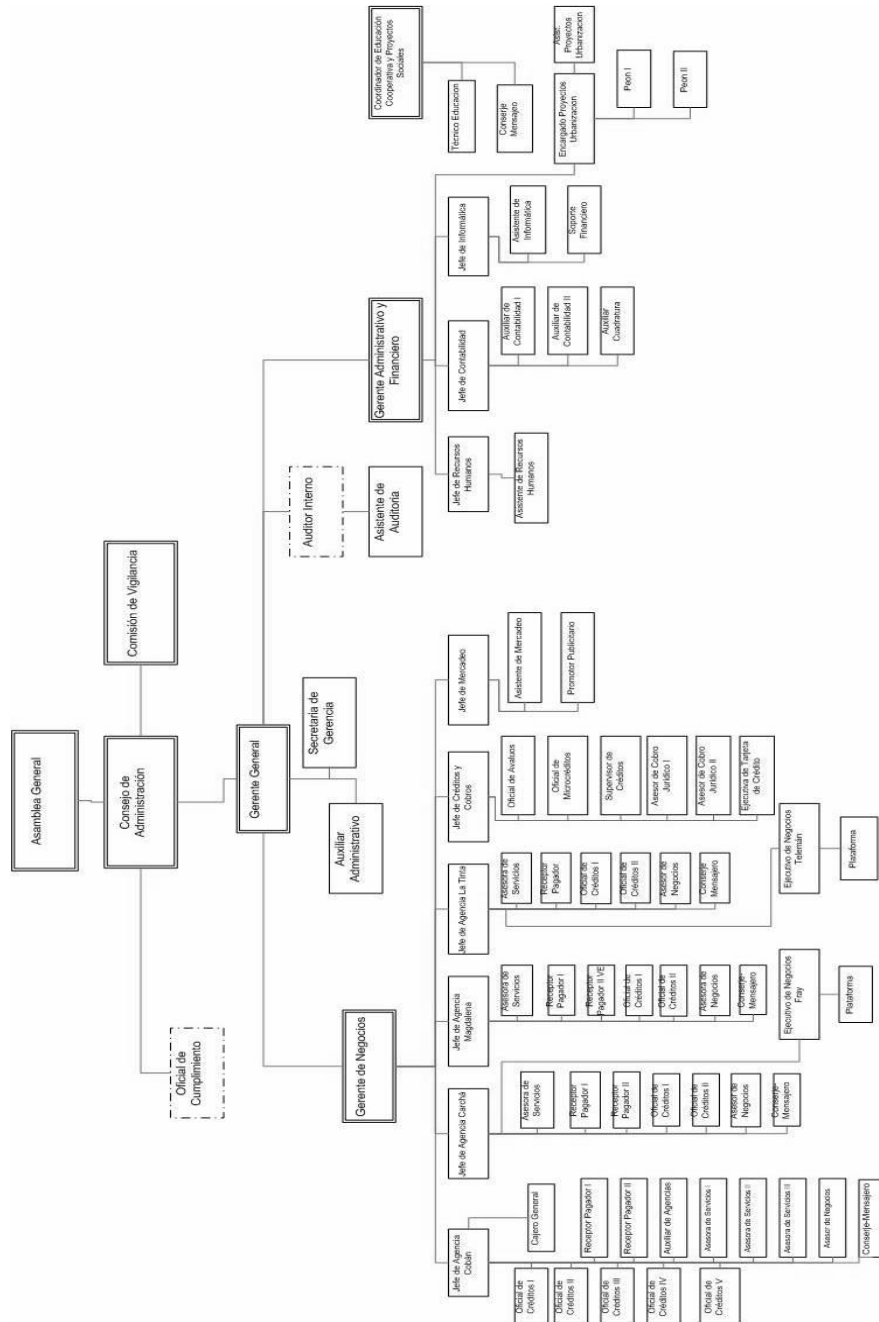 Asamblea General
Consejo de
Administración
Comisión de Vigilancia
Oficial de
Cumplimiento
Gerente General
Secretaria de
Gerencia
Auxiliar
Administrativo
Gerente de Negocios
Auditor Interno
Asistente de
Auditoría
Gerente Administrativo y
Financiero
Coordinador de Educación
Cooperativa y Proyectos
Sociales
Técnico Educacion
Conserje
Mensajero
Jefe de Agencia
Cobán
Cajero General
Oficial de
Créditos I
Receptor Pagador I
Oficial de
Créditos II
Receptor Pagador II
Oficial de
Créditos III
Auxiliar de Agencias
Oficial de
Créditos IV
Asesora de Servicios I
Oficial de
Créditos V
Asesora de Servicios II
Asesora de Servicios III
Asesor de Negocios
Conserje-Mensajero
Jefe de Agencia Carchá
Asesora de
Servicios
Receptor
Pagador I
Receptor
Pagador II
Oficial de
Créditos I
Oficial de
Créditos II
Asesor de
Negocios
Conserje-
Mensajero
Ejecutivo de Negocios
Fray
Plataforma
Jefe de Agencia
Magdalena
Asesora de
Servicios
Receptor
Pagador I
Receptor
Pagador II VE
Oficial de
Créditos I
Oficial de
Créditos II
Asesora de
Negocios
Conserje-
Mensajero
Jefe de Agencia La Tinta
Asesora de
Servicios
Receptor
Pagador
Oficial de
Créditos I
Oficial de
Créditos II
Asesor de
Negocios
Conserje
Mensajero
Ejecutivo de Negocios
Telemán
Plataforma
Jefe de Créditos y
Cobros
Oficial de Avaluos
Oficial de
Microcréditos
Supervisor de
Créditos
Asesor de Cobro
Jurídico I
Asesor de Cobro
Jurídico II
Ejecutiva de Tarjeta
de Crédito
Jefe de Mercadeo
Asistente de Mercadeo
Promotor Publicitario
Jefe de Recursos
Humanos
Asistente de Recursos
Humanos
Jefe de Contabilidad
Auxiliar de
Contabilidad I
Auxiliar de
Contabilidad II
Auxiliar
Cuadratura
Jefe de Informática
Asistente de
Informática
Soporte
Financiero
Encargado Proyectos
Urbanizacion
Asist.
Proyectos
Urbanizacion
Peon I
Peon II